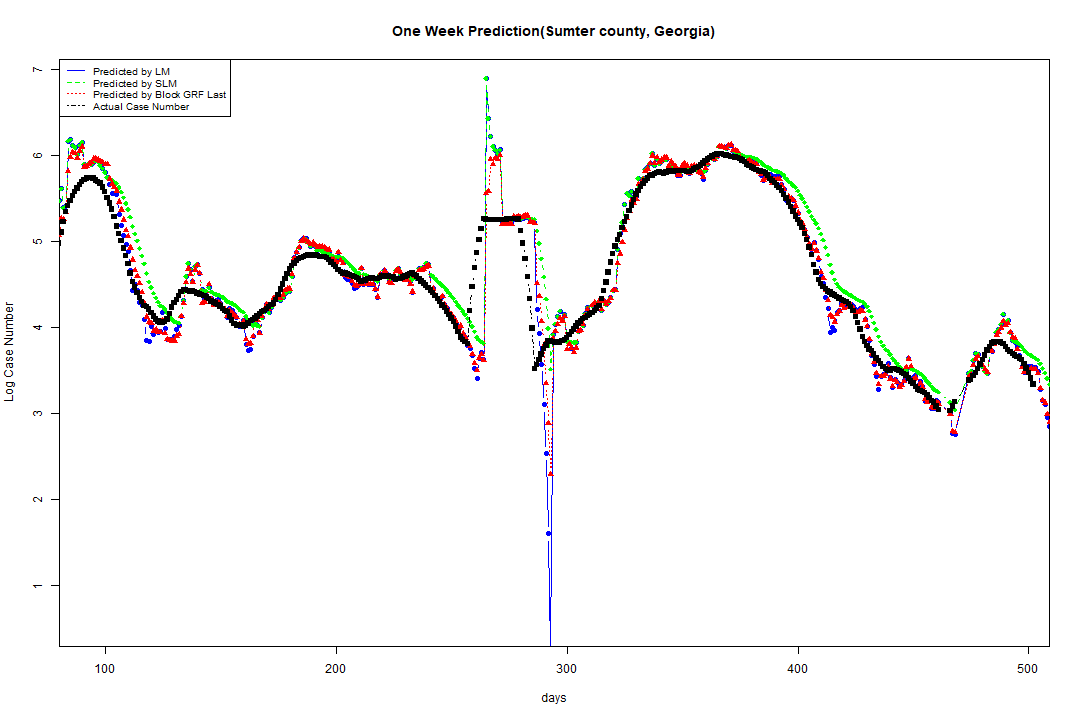 One Week Prediction(Sumter county, Georgia)
Predicted by LM
Predicted by SLM
Predicted by Block GRF Last
Actual Case Number
Log Case Number
7
6
5
4
3
2
1
100 200 300 400 500
days